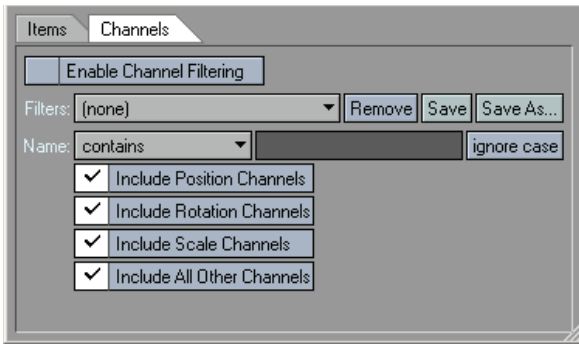 Items Channels
Enable Channel Filtering
Filters: (none) Remove Save Save As...
Name: contains ignore case
Include Position Channels
Include Rotation Channels
Include Scale Channels
Include All Other Channels